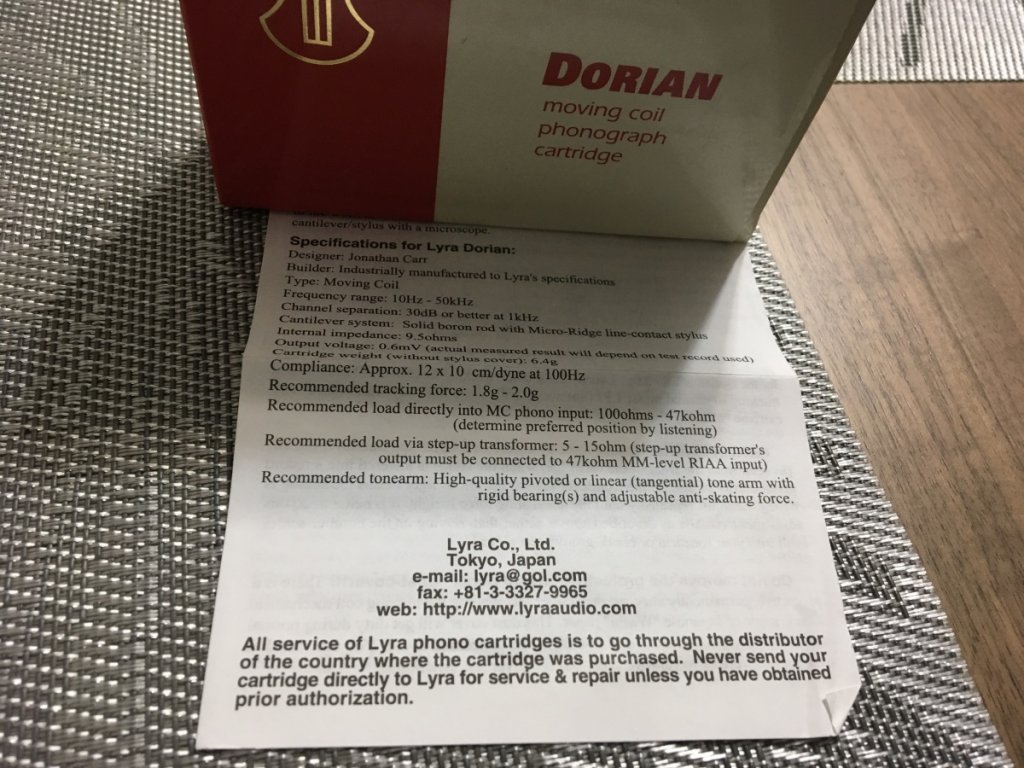 DORIAN
moving coil
phonograph
cartridge
cantilever/stylus with a microscope.
Specifications for Lyra Dorian:
Designer: Jonathan Carr
Builder: Industrially manufactured to Lyra's specifications
Type: Moving Coil
Frequency range: 10Hz - 50kHz
Channel separation: 30dB or better at 1kHz
Cantilever system: Solid boron rod with Micro-Ridge line-contact stylus
Internal impedance: 9.5ohms
Output voltage: 0.6mV (actual measured result will depend on test record used)
Cartridge weight (without stylus cover): 6.4g
Compliance: Approx. 12 x 10 cm/dyne at 100Hz
Recommended tracking force: 1.8g - 2.0g
Recommended load directly into MC phono input: 100ohms - 47kohm
(determine preferred position by listening)
Recommended load via step-up transformer: 5 - 15ohm (step-up transformer's
output must be connected to 47kohm MM-level RIAA input)
Recommended tonearm: High-quality pivoted or linear (tangential) tone arm with
rigid bearing(s) and adjustable anti-skating force.
Lyra Co., Ltd.
Tokyo, Japan
e-mail: lyra@gol.com
fax: +81-3-3327-9965
web: http://www.lyraaudio.com
All service of Lyra phono cartridges is to go through the distributor
of the country where the cartridge was purchased. Never send your
cartridge directly to Lyra for service & repair unless you have obtained
prior authorization.